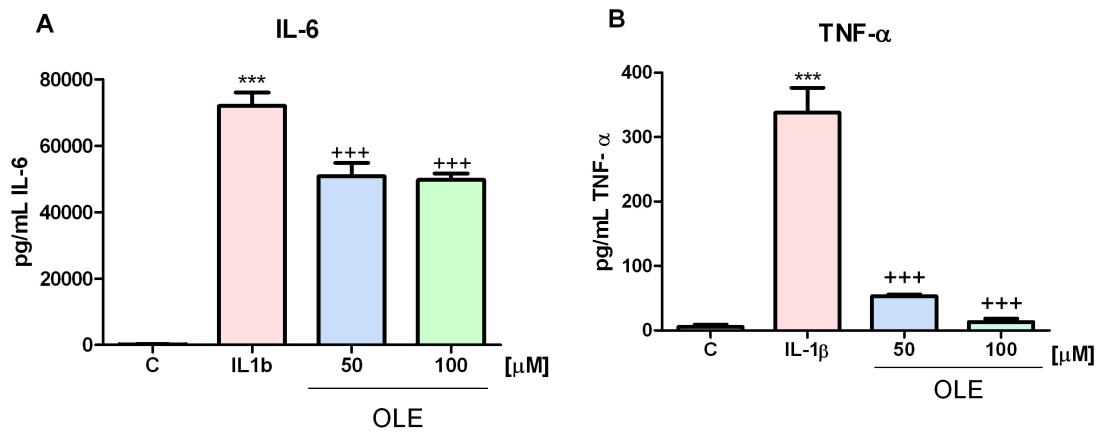 A
IL-6
80000
60000
40000
20000
0
pg/mL IL-6
***
+++
+++
C
IL1b
50
100
[μM]
OLE
B
TNF-α
400
300
200
100
0
pg/mL TNF- α
***
+++
+++
C
IL-1β
50
100
[μM]
OLE